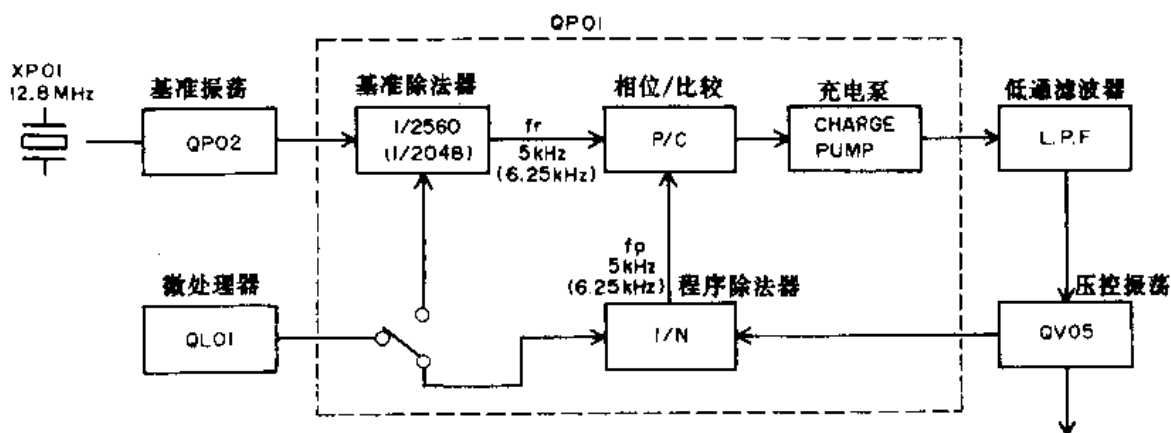 QP01
XP01
12.8MHz
基准振荡
QP02
基准除法器
1/2560
(1/2048)
fr
5kHz
(6.25kHz)
相位/比较
P/C
充电泵
CHARGE
PUMP
低通滤波器
L.P.F
微处理器
QL01
fp
5kHz
(6.25kHz)
程序除法器
1/N
压控振荡
QV05